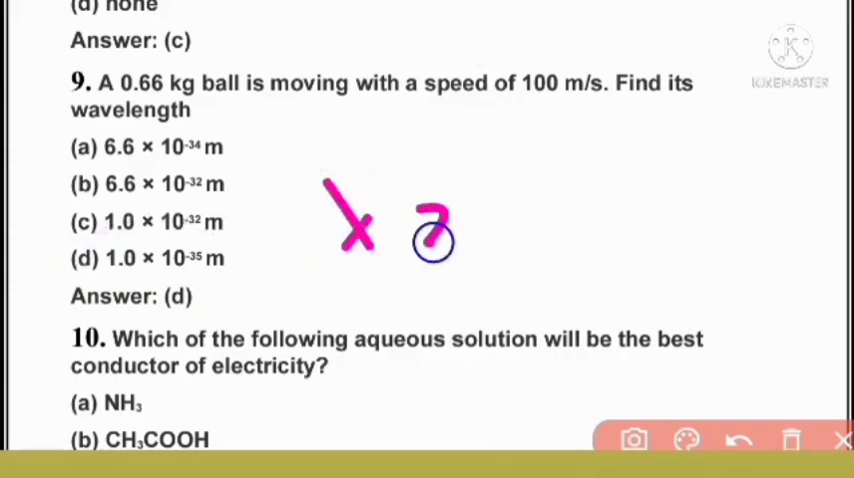 (d) none
Answer: (c)
9. A 0.66 kg ball is moving with a speed of 100 m/s. Find its
wavelength
(a) 6.6 × 10⁻³⁴ m
(b) 6.6 × 10⁻³² m
(c) 1.0 × 10⁻³² m
(d) 1.0 × 10⁻³⁵ m
Answer: (d)
10. Which of the following aqueous solution will be the best
conductor of electricity?
(a) NH₃
(b) CH₃COOH
K
KINEMASTER